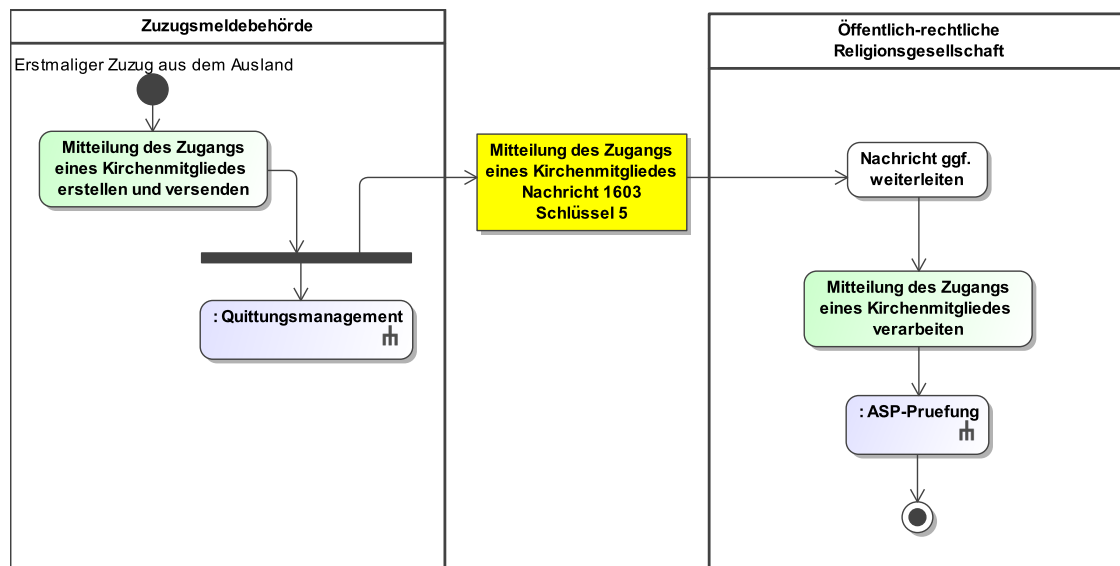 Zuzugsmeldebehörde
Erstmaliger Zuzug aus dem Ausland
Mitteilung des Zugangs
eines Kirchenmitgliedes
erstellen und versenden
: Quittungsmanagement
Mitteilung des Zugangs
eines Kirchenmitgliedes
Nachricht 1603
Schlüssel 5
Öffentlich-rechtliche
Religionsgesellschaft
Nachricht ggf.
weiterleiten
Mitteilung des Zugangs
eines Kirchenmitgliedes
verarbeiten
: ASP-Pruefung